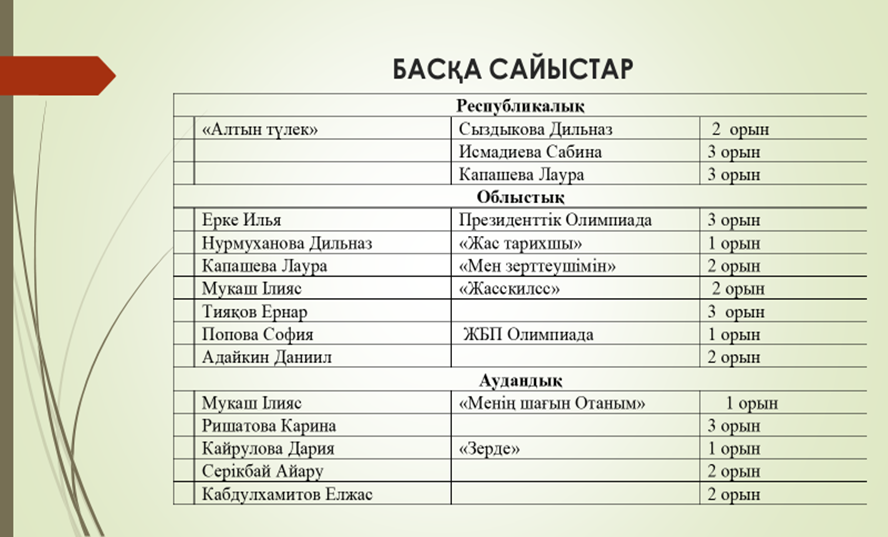 БАСҚА САЙЫСТАР
Республикалық
«Алтын түлек» Сыздыкова Дильназ 2 орын
Исмадиева Сабина 3 орын
Капашева Лаура 3 орын
Облыстық
Ерке Илья Президенттік Олимпиада 3 орын
Нурмуханова Дильназ «Жас тарихшы» 1 орын
Капашева Лаура «Мен зерттеушімін» 2 орын
Мукаш Ілияс «Жасскилсс» 2 орын
Тияқов Ернар 3 орын
Попова София ЖБП Олимпиада 1 орын
Адайкин Даниил 2 орын
Аудандық
Мукаш Ілияс «Менің шағын Отаным» 1 орын
Ришатова Карина 3 орын
Кайрулова Дария «Зерде» 1 орын
Серікбай Айару 2 орын
Кабдулхамитов Елжас 2 орын